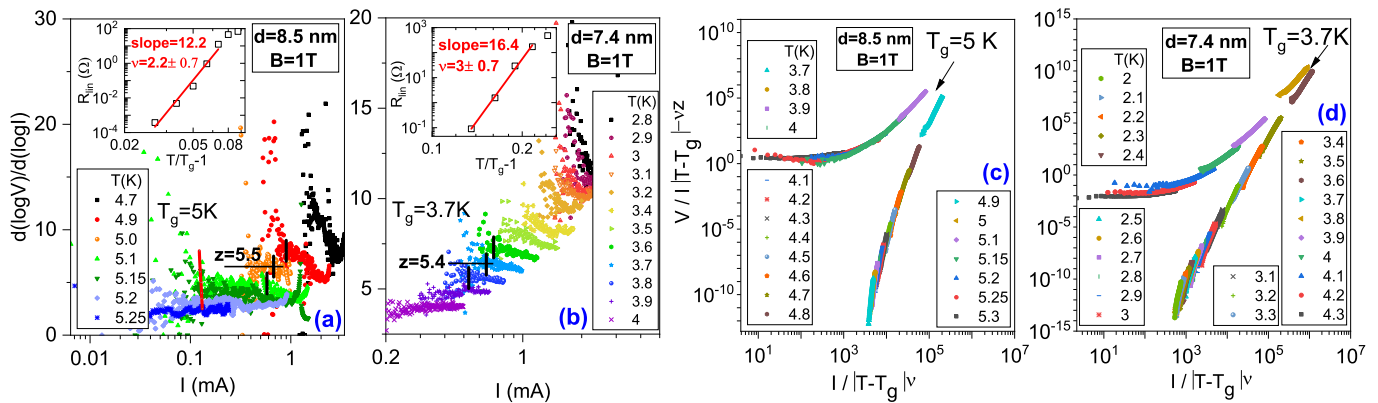 d=8.5 nm
B=1T
slope=12.2
ν=2.2± 0.7
R_lin (Ω)
10^2
10^0
10^-2
10^-4
0.02
0.05
0.08
T/T_g-1
d(logV)/d(logI)
30
20
10
0
T(K)
4.7
4.9
5.0
5.1
5.15
5.2
5.25
T_g=5K
z=5.5
(a)
0.01
0.1
1
I (mA)
d=7.4 nm
B=1T
slope=16.4
ν=3± 0.7
R_lin (Ω)
10^3
10^1
10^-1
0.1
0.2
T/T_g-1
20
15
10
5
T_g=3.7K
z=5.4
T(K)
2.8
2.9
3
3.1
3.2
3.4
3.5
3.6
3.7
3.8
3.9
4
(b)
0.2
1
I (mA)
V / I |T-T_g|^-νz
10^10
10^5
10^0
10^-5
10^-10
d=8.5 nm
B=1T
T_g=5 K
T(K)
3.7
3.8
3.9
4
4.1
4.2
4.3
4.4
4.5
4.6
4.7
4.8
4.9
5
5.1
5.15
5.2
5.25
5.3
(c)
10^1
10^3
10^5
10^7
I / |T-T_g|^ν
10^15
10^10
10^5
10^0
10^-5
10^-10
10^-15
d=7.4 nm
B=1T
T_g=3.7K
T(K)
2
2.1
2.2
2.3
2.4
2.5
2.6
2.7
2.8
2.9
3
3.1
3.2
3.3
3.4
3.5
3.6
3.7
3.8
3.9
4
4.1
4.2
4.3
(d)
10^1
10^3
10^5
10^7
I / |T-T_g|^ν